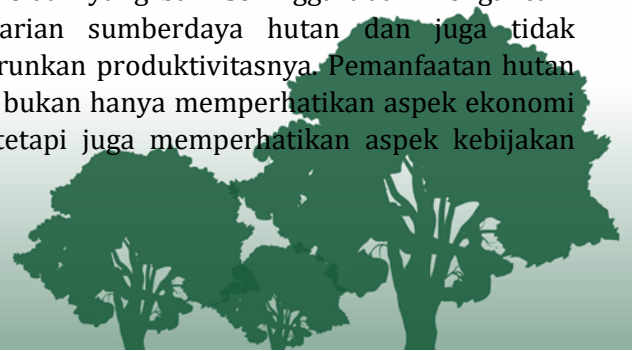 arian sumberdaya hutan dan juga tidak
runkan produktivitasnya. Pemanfaatan hutan
bukan hanya memperhatikan aspek ekonomi
tetapi juga memperhatikan aspek kebijakan